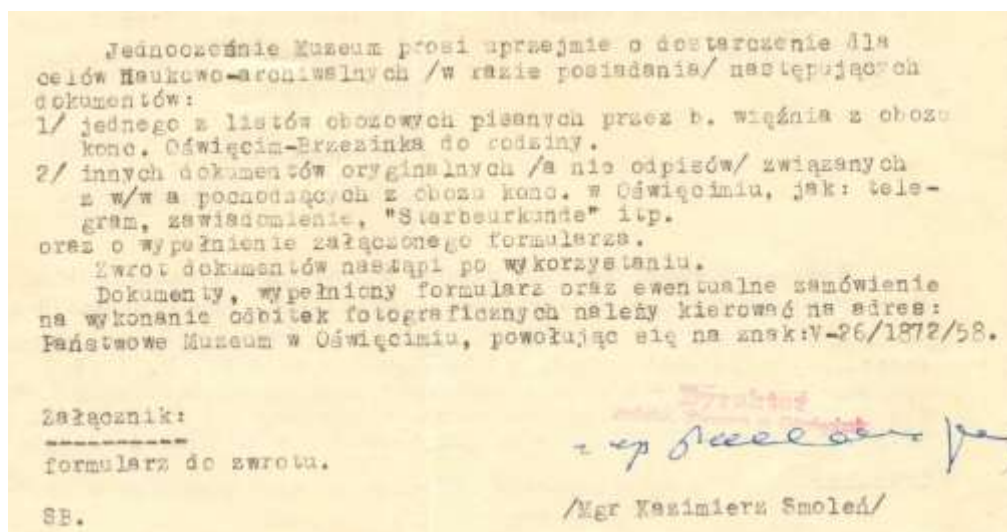 Jednocześnie Muzeum prosi uprzejmie o dostarczenie dla
celów Naukowo-archiwalnych /w razie posiadania/ następujących
dokumentów:
1/ jednego z listów obozowych pisanych przez b. więźnia z obozu
konc. Oświęcim-Brzezinka do rodziny.
2/ innych dokumentów oryginalnych /a nie odpisów/ związanych
z w/w a pochodzących z obozu konc. w Oświęcimiu, jak: tele-
gram, zawiadomienie, "Starbeurkunde" itp.
oraz o wypełnienie załączonego formularza.
Zwrot dokumentów nastąpi po wykorzystaniu.
Dokumenty, wypełniony formularz oraz ewentualne zamówienie
na wykonanie odbitek fotograficznych należy kierować na adres:
Państwowe Muzeum w Oświęcimiu, powołując się na znak:V-26/1872/58.
Załącznik:
----------
formularz do zwrotu.
Dyrektor
/Mgr Kazimierz Smoleń/
SB.